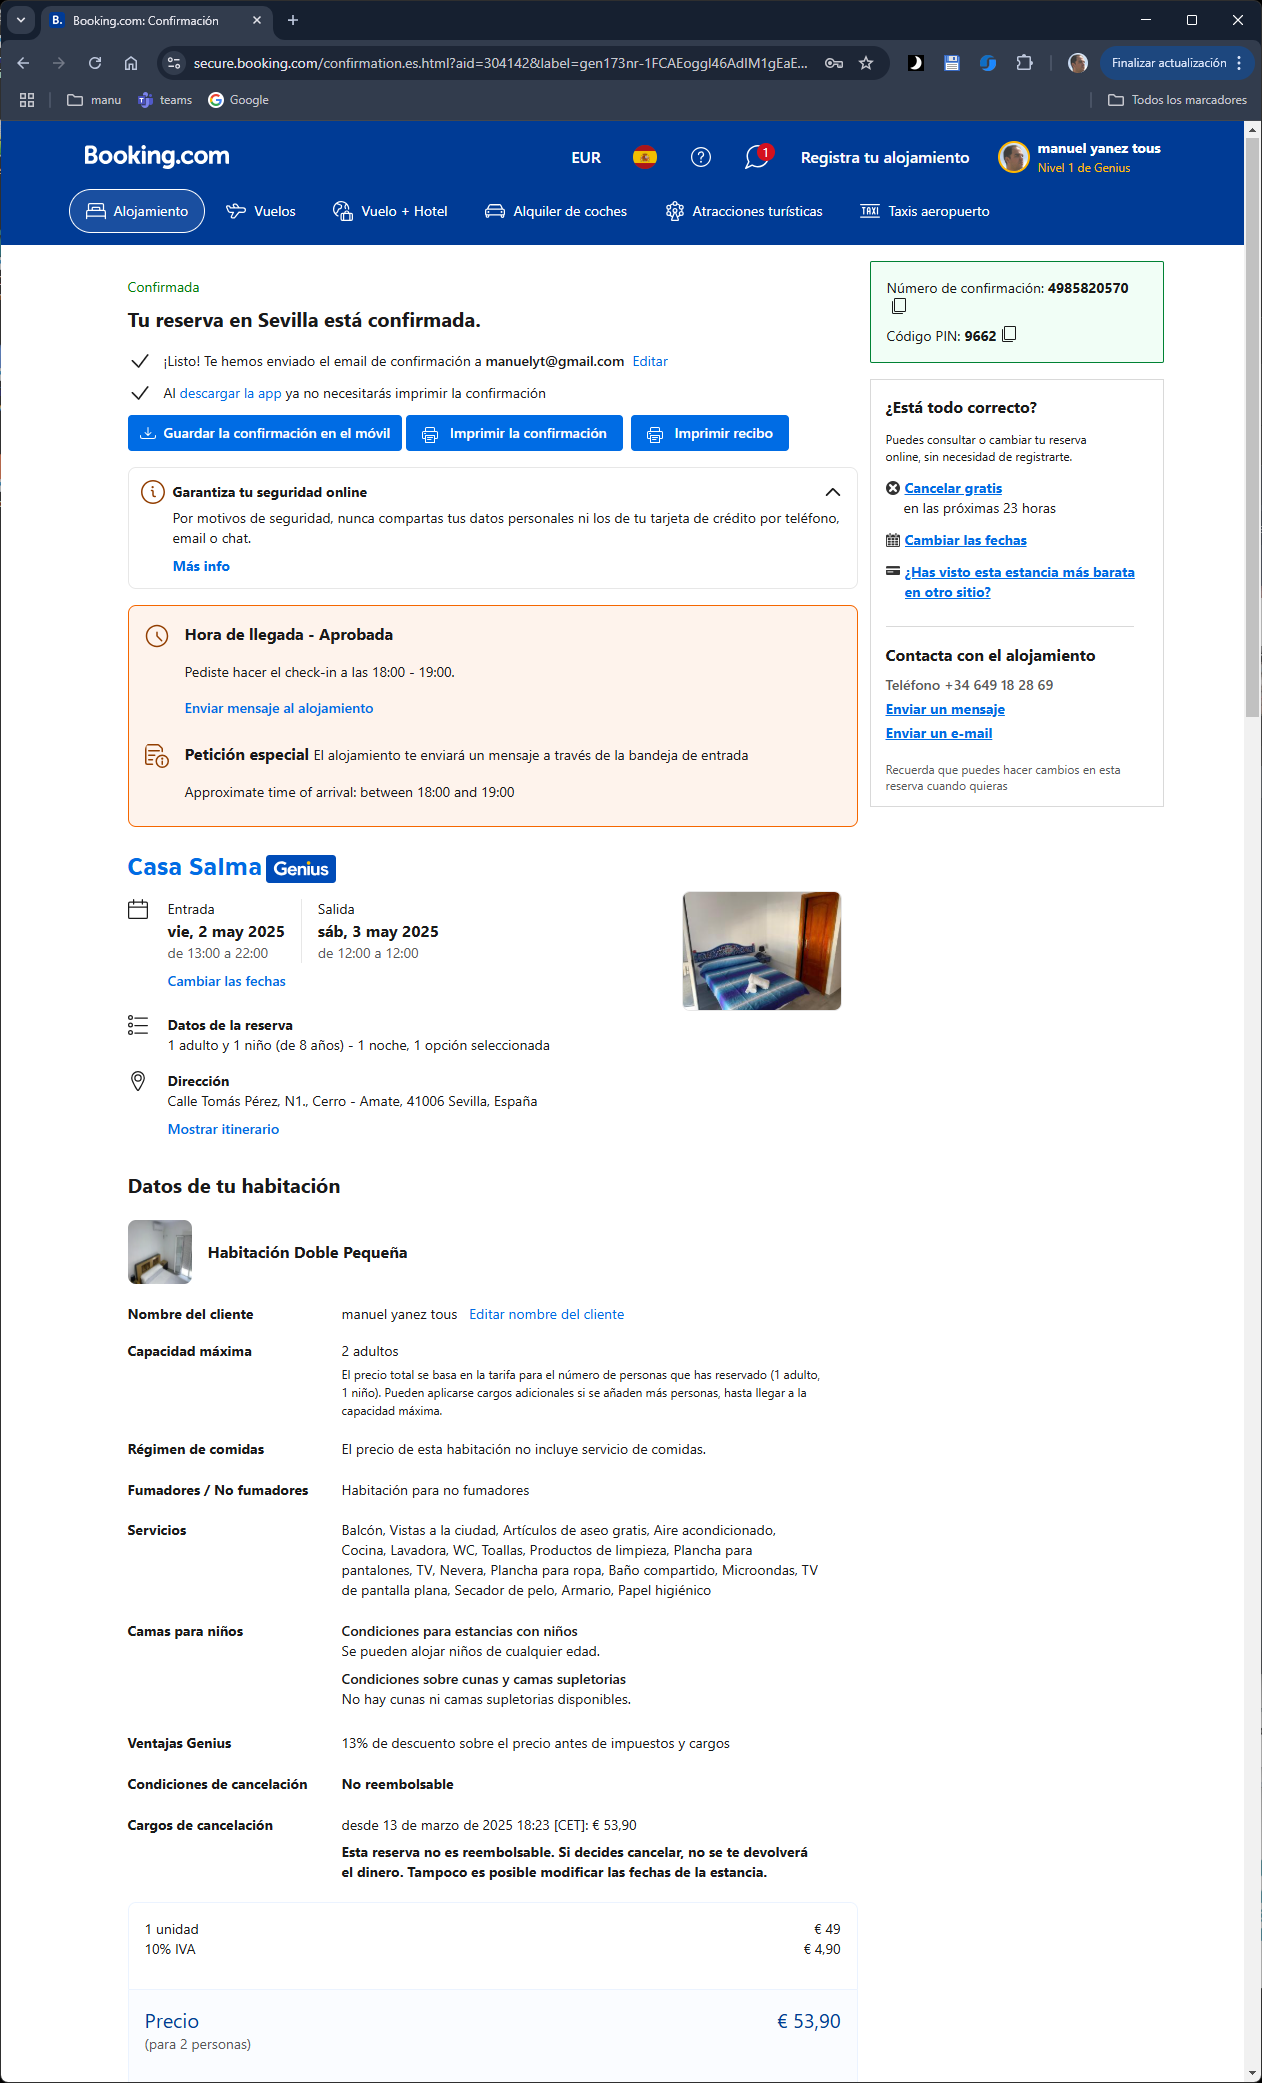 Booking.com: Confirmación
secure.booking.com/confirmation.es.html?aid=304142&label=gen173nr-1FCAEoggI46AdIM1gEaE...
Finalizar actualización
manu
teams
Google
Todos los marcadores
Booking.com
EUR
1
Registra tu alojamiento
manuel yanez tous
Nivel 1 de Genius
Alojamiento
Vuelos
Vuelo + Hotel
Alquiler de coches
Atracciones turísticas
TAXI
Taxis aeropuerto
Confirmada
Tu reserva en Sevilla está confirmada.
¡Listo! Te hemos enviado el email de confirmación a manuelyt@gmail.com Editar
Al descargar la app ya no necesitarás imprimir la confirmación
Guardar la confirmación en el móvil
Imprimir la confirmación
Imprimir recibo
Garantiza tu seguridad online
Por motivos de seguridad, nunca compartas tus datos personales ni los de tu tarjeta de crédito por teléfono,
email o chat.
Más info
Hora de llegada - Aprobada
Pediste hacer el check-in a las 18:00 - 19:00.
Enviar mensaje al alojamiento
Petición especial El alojamiento te enviará un mensaje a través de la bandeja de entrada
Approximate time of arrival: between 18:00 and 19:00
Número de confirmación: 4985820570
Código PIN: 9662
¿Está todo correcto?
Puedes consultar o cambiar tu reserva
online, sin necesidad de registrarte.
Cancelar gratis
en las próximas 23 horas
Cambiar las fechas
¿Has visto esta estancia más barata
en otro sitio?
Contacta con el alojamiento
Teléfono +34 649 18 28 69
Enviar un mensaje
Enviar un e-mail
Recuerda que puedes hacer cambios en esta
reserva cuando quieras
Casa Salma Genius
Entrada
vie, 2 may 2025
de 13:00 a 22:00
Salida
sáb, 3 may 2025
de 12:00 a 12:00
Cambiar las fechas
Datos de la reserva
1 adulto y 1 niño (de 8 años) - 1 noche, 1 opción seleccionada
Dirección
Calle Tomás Pérez, N1., Cerro - Amate, 41006 Sevilla, España
Mostrar itinerario
Datos de tu habitación
Habitación Doble Pequeña
Nombre del cliente
manuel yanez tous Editar nombre del cliente
Capacidad máxima
2 adultos
El precio total se basa en la tarifa para el número de personas que has reservado (1 adulto,
1 niño). Pueden aplicarse cargos adicionales si se añaden más personas, hasta llegar a la
capacidad máxima.
Régimen de comidas
El precio de esta habitación no incluye servicio de comidas.
Fumadores / No fumadores
Habitación para no fumadores
Servicios
Balcón, Vistas a la ciudad, Artículos de aseo gratis, Aire acondicionado,
Cocina, Lavadora, WC, Toallas, Productos de limpieza, Plancha para
pantalones, TV, Nevera, Plancha para ropa, Baño compartido, Microondas, TV
de pantalla plana, Secador de pelo, Armario, Papel higiénico
Camas para niños
Condiciones para estancias con niños
Se pueden alojar niños de cualquier edad.
Condiciones sobre cunas y camas supletorias
No hay cunas ni camas supletorias disponibles.
Ventajas Genius
13% de descuento sobre el precio antes de impuestos y cargos
Condiciones de cancelación
No reembolsable
Cargos de cancelación
desde 13 de marzo de 2025 18:23 [CET]: € 53,90
Esta reserva no es reembolsable. Si decides cancelar, no se te devolverá
el dinero. Tampoco es posible modificar las fechas de la estancia.
1 unidad € 49
10% IVA € 4,90
Precio € 53,90
(para 2 personas)